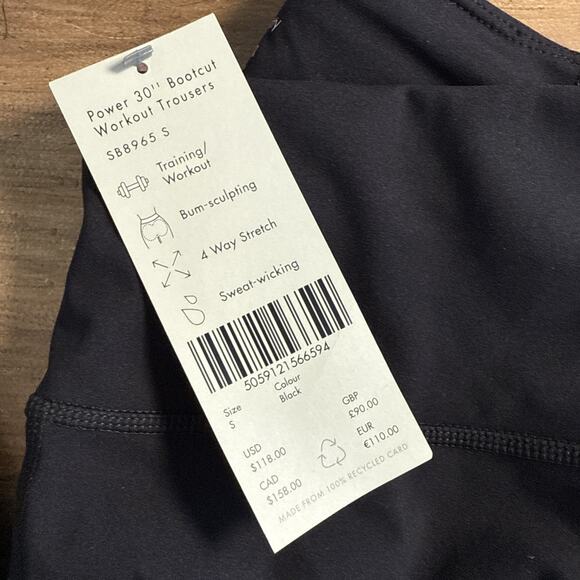 Power 30'' Bootcut
Workout Trousers
SB8965 S
Training/
Workout
Bum-sculpting
4 Way Stretch
Sweat-wicking
5059121566594
Size
S
Colour
Black
USD
$118.00
GBP
£90.00
CAD
$158.00
EUR
€110.00
MADE FROM 100% RECYCLED CARD